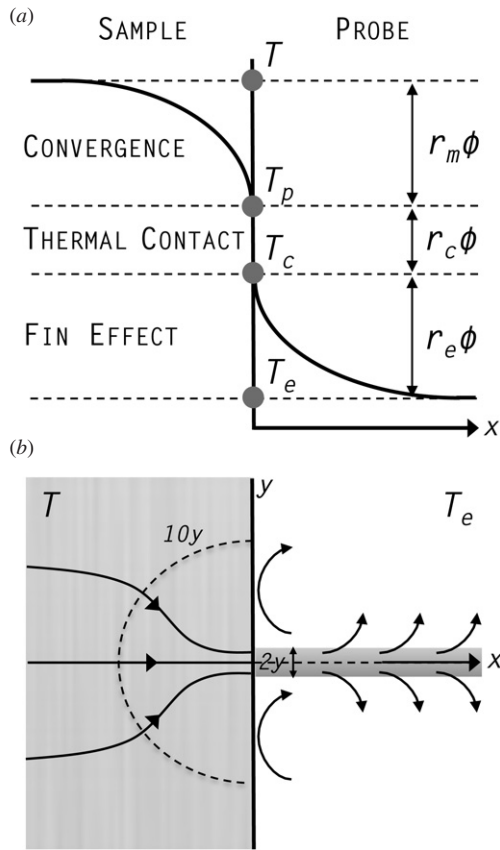 (a)
SAMPLE PROBE
T
CONVERGENCE
r_mϕ
T_p
THERMAL CONTACT
T_c
r_cϕ
FIN EFFECT
r_eϕ
T_e
x
(b)
T
y
T_e
10y
2y
x